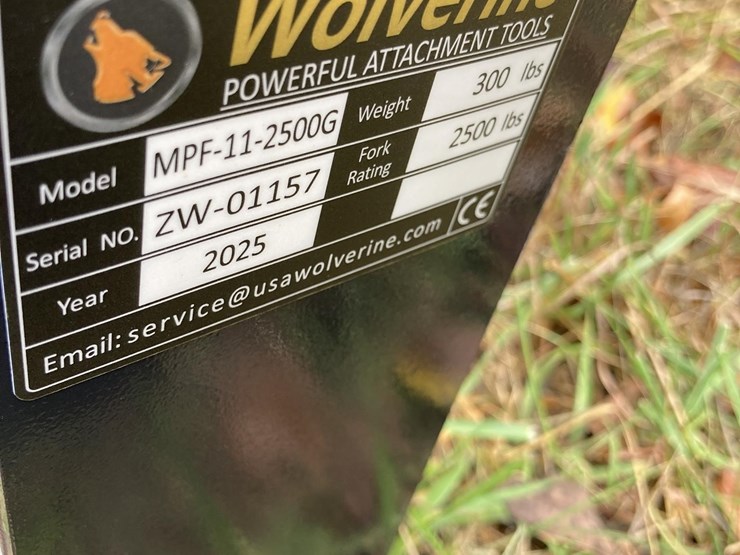 Wolverine
POWERFUL ATTACHMENT TOOLS
Model MPF-11-2500G Weight 300 lbs
Serial NO. ZW-01157 Fork Rating 2500 lbs
Year 2025
Email: service@usawolverine.com CE